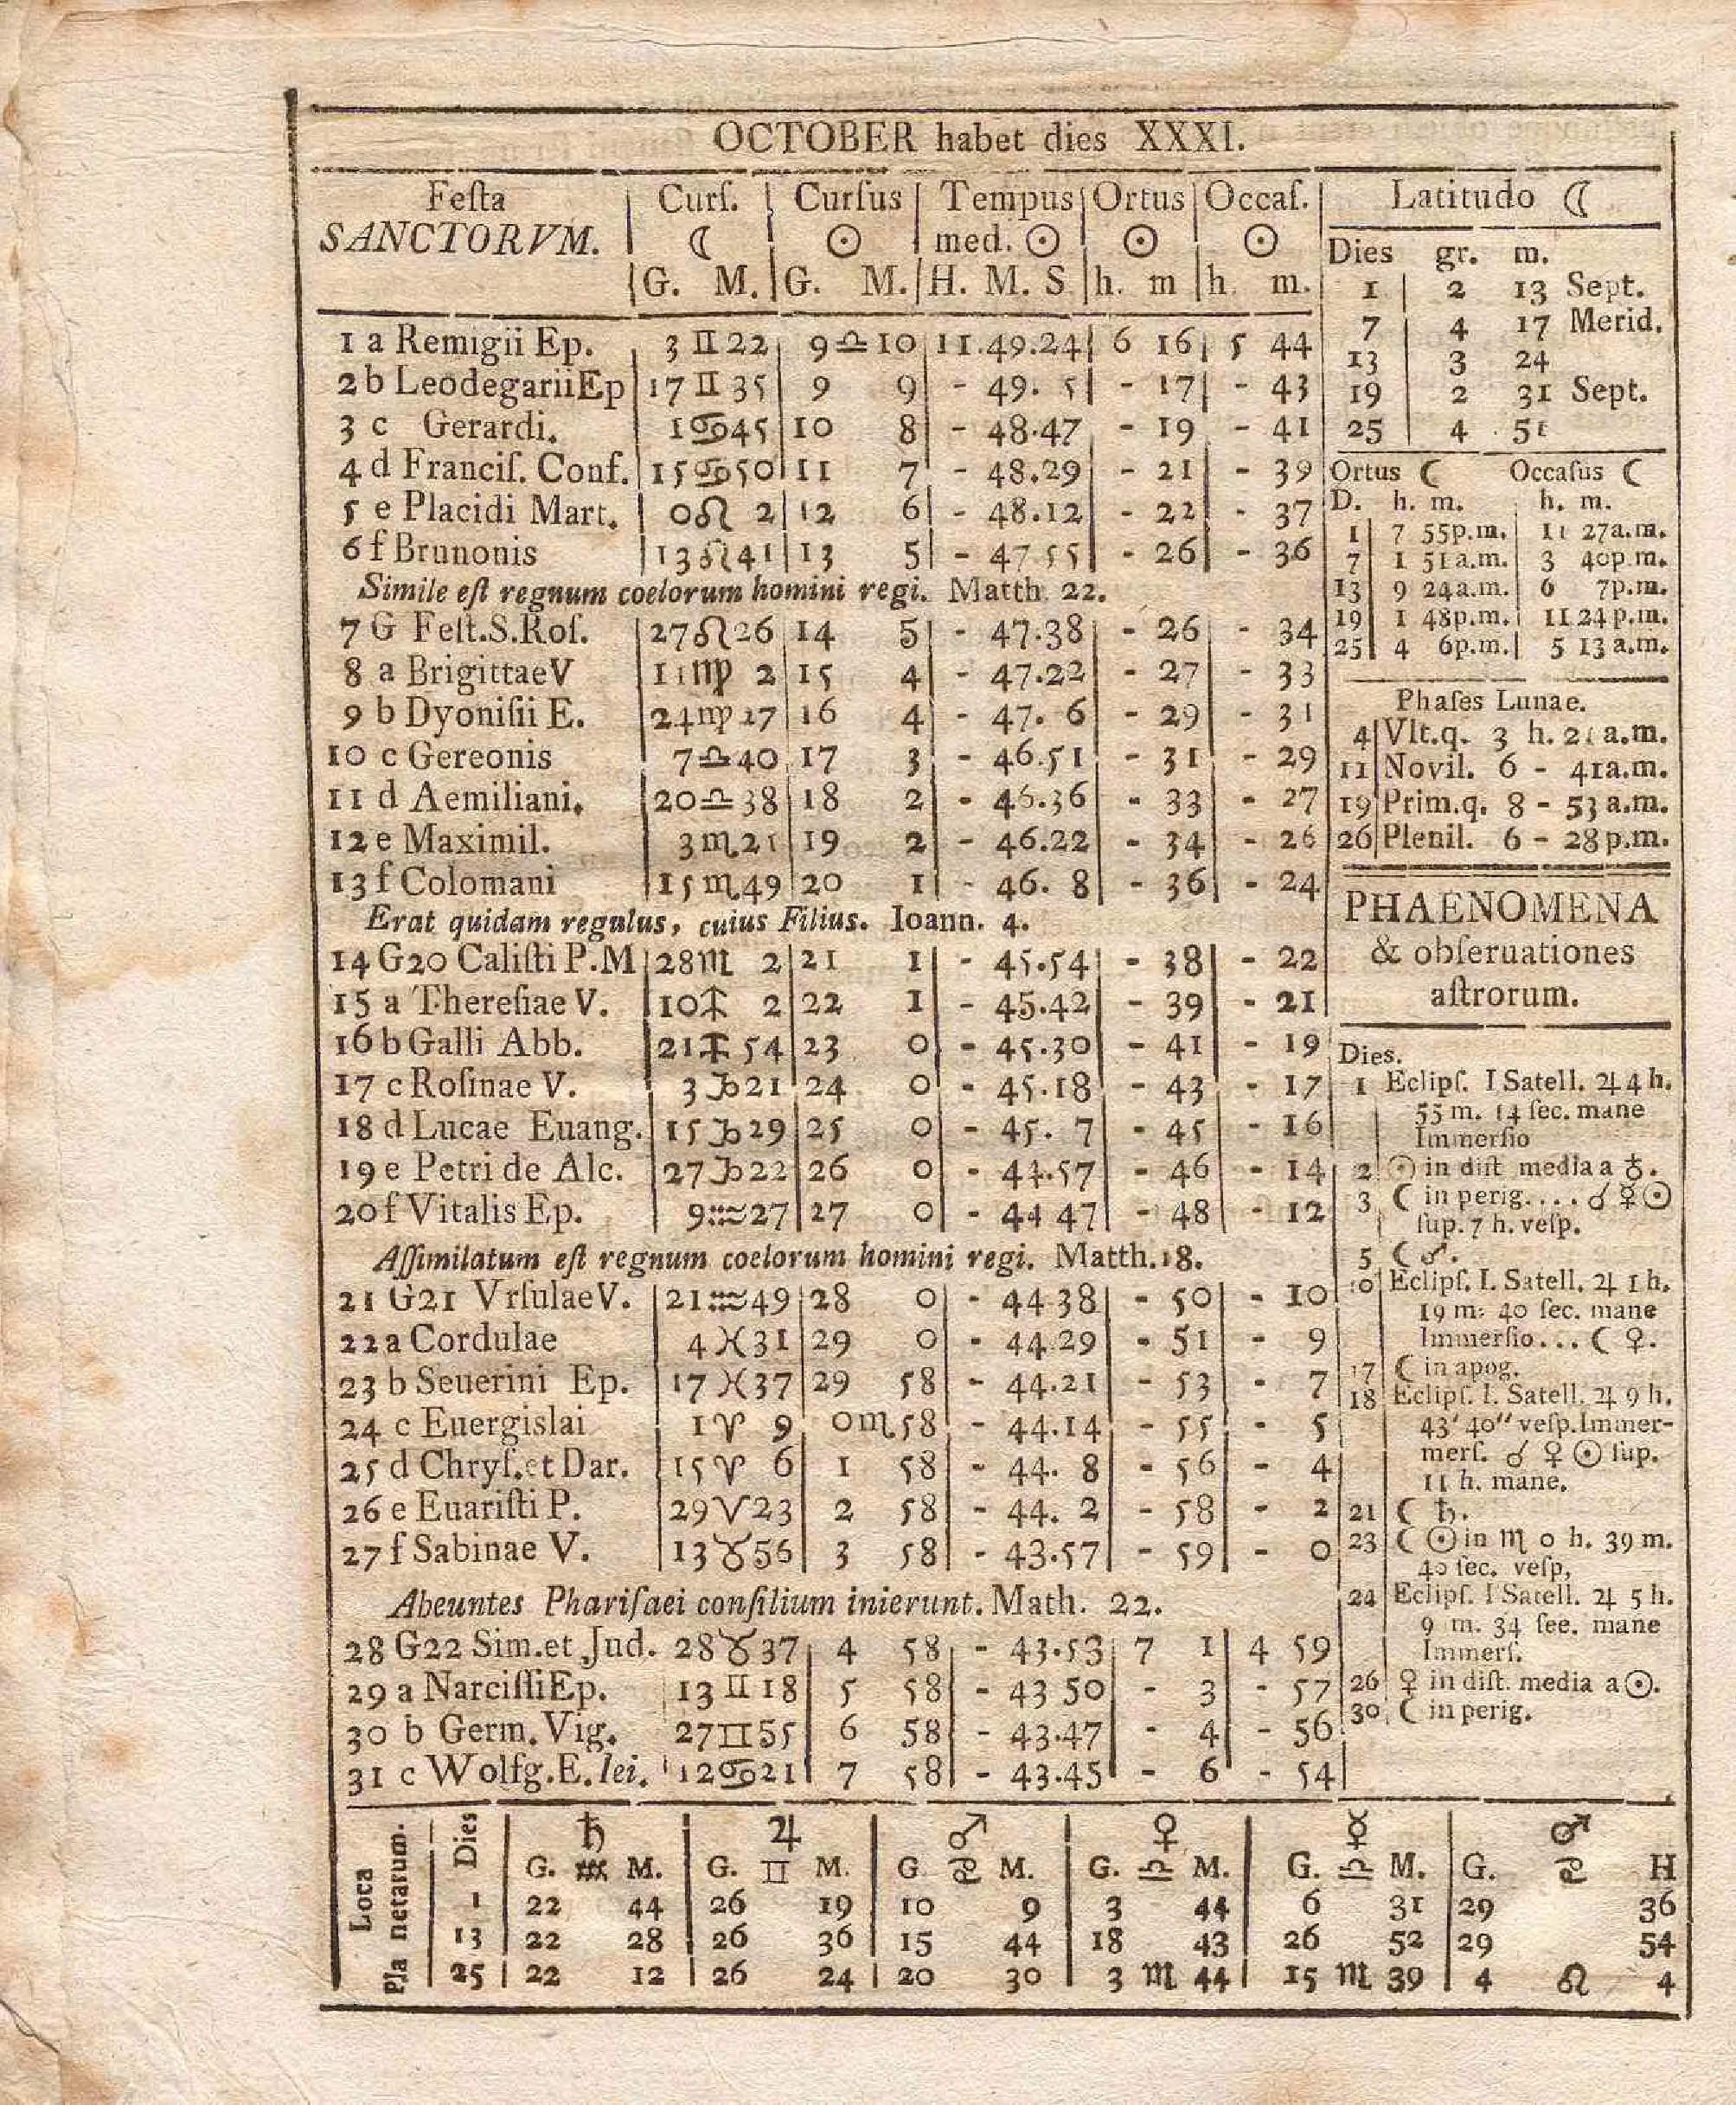 OCTOBER habet dies XXXI.
Feſta Curſ. Curſus Tempus Ortus Occaſ.
SANCTORVM. ☾ ☉ med. ☉ ☉ ☉
G. M. G. M. H. M. S h. m h. m.
1 a Remigii Ep. 3 ♊ 22 9 ♎ 10 11.49.24 6 16 5 44
2 b Leodegarii Ep 17 ♊ 35 9 9 - 49. 5 - 17 - 43
3 c Gerardi. 1 ♋ 45 10 8 - 48.47 - 19 - 41
4 d Franciſ. Conf. 15 ♋ 50 11 7 - 48.29 - 21 - 39
5 e Placidi Mart. 0 ♌ 2 12 6 - 48.12 - 22 - 37
6 f Brunonis 13 ♌ 41 13 5 - 47 55 - 26 - 36
Simile eſt regnum coelorum homini regi. Matth. 22.
7 G Feſt.S.Roſ. 27 ♌ 26 14 5 - 47.38 - 26 - 34
8 a Brigittae V 11 ♍ 2 15 4 - 47.22 - 27 - 33
9 b Dyoniſii E. 24 ♍ 27 16 4 - 47. 6 - 29 - 31
10 c Gereonis 7 ♎ 40 17 3 - 46.51 - 31 - 29
11 d Aemiliani. 20 ♎ 38 18 2 - 46.36 - 33 - 27
12 e Maximil. 3 ♏ 21 19 2 - 46.22 - 34 - 26
13 f Colomani 15 ♏ 49 20 1 - 46. 8 - 36 - 24
Erat quidam regulus, cuius Filius. Ioann. 4.
14 G20 Caliſti P.M 28 ♏ 2 21 1 - 45.54 - 38 - 22
15 a Thereſiae V. 10 ♐ 2 22 1 - 45.42 - 39 - 21
16 b Galli Abb. 21 ♐ 54 23 0 - 45.30 - 41 - 19
17 c Roſinae V. 3 ♑ 21 24 0 - 45.18 - 43 - 17
18 d Lucae Euang. 15 ♑ 29 25 0 - 45. 7 - 45 - 16
19 e Petri de Alc. 27 ♑ 22 26 0 - 44.57 - 46 - 14
20 f Vitalis Ep. 9 ♒ 27 27 0 - 44 47 - 48 - 12
Aſſimilatum eſt regnum coelorum homini regi. Matth.18.
21 G21 Vrſulae V. 21 ♒ 49 28 0 - 44 38 - 50 - 10
22 a Cordulae 4 ♓ 31 29 0 - 44.29 - 51 - 9
23 b Seuerini Ep. 17 ♓ 37 29 58 - 44.21 - 53 - 7
24 c Euergislai 1 ♈ 9 0 ♏ 58 - 44.14 - 55 - 5
25 d Chryſ.et Dar. 15 ♈ 6 1 58 - 44. 8 - 56 - 4
26 e Euariſti P. 29 ♈ 23 2 58 - 44. 2 - 58 - 2
27 f Sabinae V. 13 ♉ 56 3 58 - 43.57 - 59 - 0
Abeuntes Phariſaei conſilium inierunt. Math. 22.
28 G22 Sim.et Jud. 28 ♉ 37 4 58 - 43.53 7 1 4 59
29 a Narciſſi Ep. 13 ♊ 18 5 58 - 43 50 - 3 - 57
30 b Germ. Vig. 27 ♊ 55 6 58 - 43.47 - 4 - 56
31 c Wolfg.E. lei. 12 ♋ 21 7 58 - 43.45 - 6 - 54
Latitudo ☾
Dies gr. m.
1 2 13 Sept.
7 4 17 Merid.
13 3 24
19 2 31 Sept.
25 4 51
Ortus ☾ Occaſus ☾
D. h. m. h. m.
1 7 55p.m. 11 27a.m.
7 1 51a.m. 3 40p.m.
13 9 24a.m. 6 7p.m.
19 1 48p.m. 11 24p.m.
25 4 6p.m. 5 13a.m.
Phaſes Lunae.
4 Vlt.q. 3 h. 21 a.m.
11 Novil. 6 - 41a.m.
19 Prim.q. 8 - 53 a.m.
26 Plenil. 6 - 28p.m.
PHAENOMENA
& obſeruationes
aſtrorum.
Dies.
1 Eclipſ. I Satell. ♃ 4 h.
55 m. 14 ſec. mane
Immerſio
2 ☉ in diſt media a ♁.
3 ☾ in perig.... ☌ ☿ ☉
ſup. 7 h. veſp.
5 ☾ ♂.
10 Eclipſ. I. Satell. ♃ 1 h.
19 m: 40 ſec. mane
Immerſio... ☾ ♀.
17 ☾ in apog.
18 Eclipſ. I. Satell. ♃ 9 h.
43' 40'' veſp.Immer-
merſ. ☌ ♀ ☉ ſup.
11 h. mane.
21 ☾ ♄.
23 ☾ ☉ in ♏ 0 h. 39 m.
40 ſec. veſp,
24 Eclipſ. I Satell. ♃ 5 h.
9 m. 34 ſee. mane
Immerſ.
26 ♀ in diſt. media a ☉.
30 ☾ in perig.
Loca Pla netarum. Dies ♄ ♃ ♂ ♀ ☿ ♂
G. ♒ M. G. ♊ M. G ♋ M. G. ♎ M. G. ♎ M. G. ♋ H
1 22 44 26 19 10 9 3 44 6 31 29 36
13 22 28 26 36 15 44 18 43 26 52 29 54
25 22 12 26 24 20 30 3 ♏ 44 15 ♏ 39 4 ♌ 4